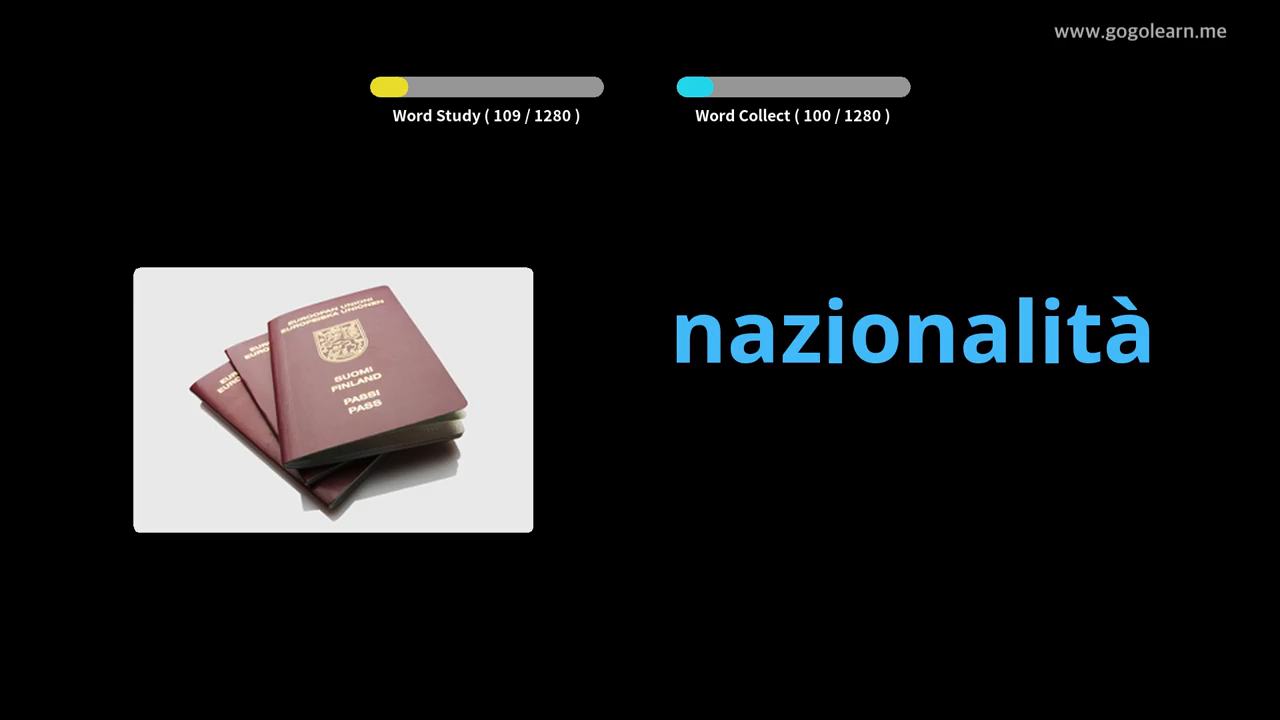 www.gogolearn.me
Word Study ( 109 / 1280 )
Word Collect ( 100 / 1280 )
nazionalità
EUROOPAN UNIONI
EUROPEISKA UNIONEN
SUOMI
FINLAND
PASSI
PASS